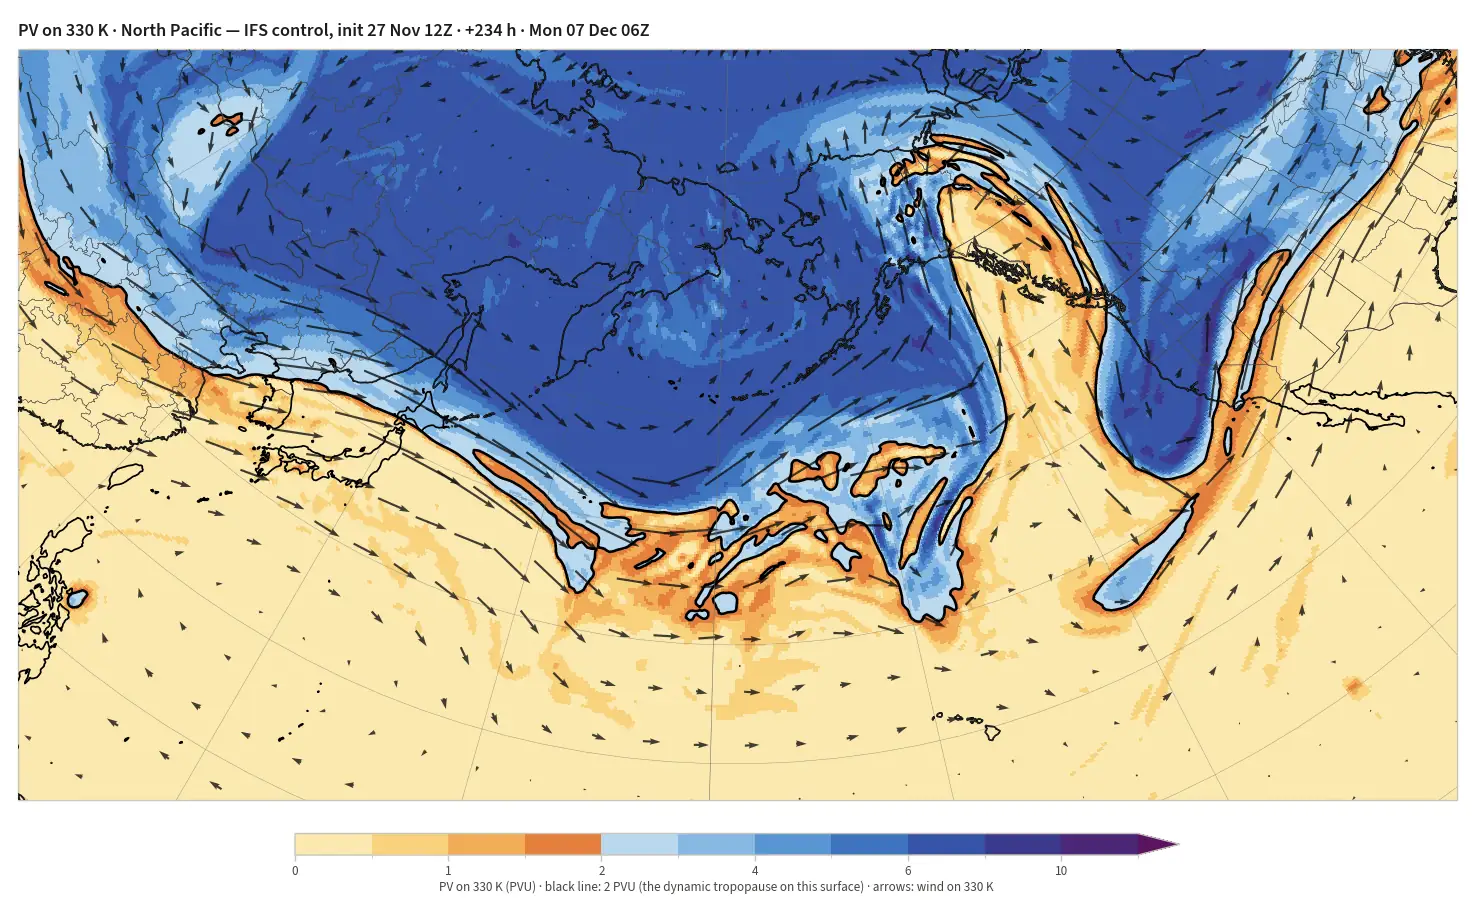 PV on 330 K · North Pacific — IFS control, init 27 Nov 12Z · +234 h · Mon 07 Dec 06Z
0 1 2 4 6 10
PV on 330 K (PVU) · black line: 2 PVU (the dynamic tropopause on this surface) · arrows: wind on 330 K